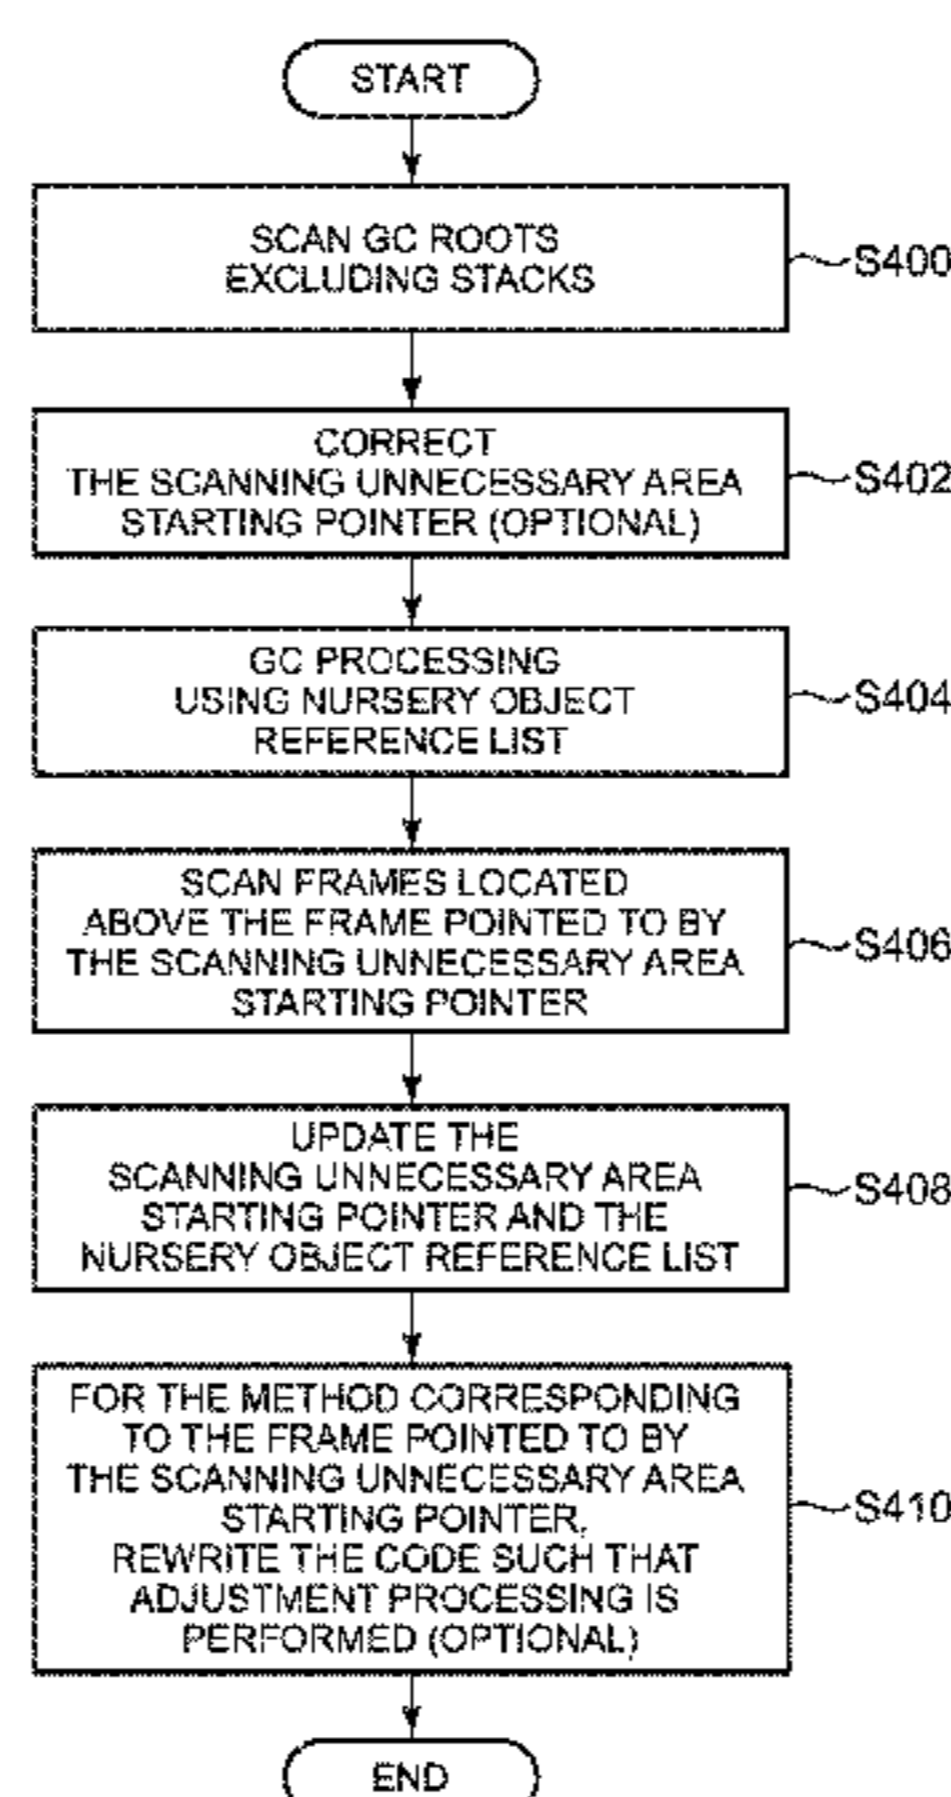 START
SCAN GC ROOTS
EXCLUDING STACKS
S400
CORRECT
THE SCANNING UNNECESSARY AREA
STARTING POINTER (OPTIONAL)
S402
GC PROCESSING
USING NURSERY OBJECT
REFERENCE LIST
S404
SCAN FRAMES LOCATED
ABOVE THE FRAME POINTED TO BY
THE SCANNING UNNECESSARY AREA
STARTING POINTER
S406
UPDATE THE
SCANNING UNNECESSARY AREA
STARTING POINTER AND THE
NURSERY OBJECT REFERENCE LIST
S408
FOR THE METHOD CORRESPONDING
TO THE FRAME POINTED TO BY
THE SCANNING UNNECESSARY AREA
STARTING POINTER,
REWRITE THE CODE SUCH THAT
ADJUSTMENT PROCESSING IS
PERFORMED (OPTIONAL)
S410
END